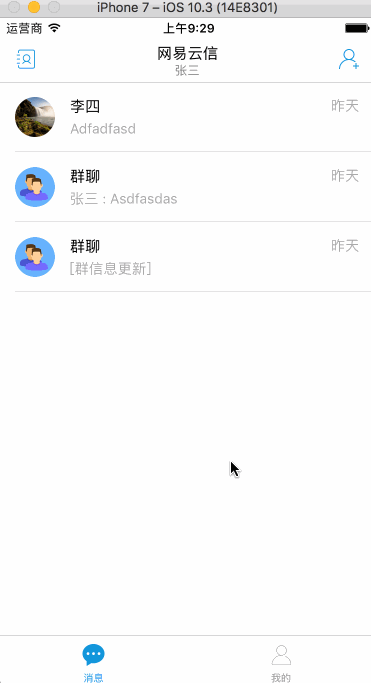 iPhone 7 – iOS 10.3 (14E8301)
运营商 上午9:29
网易云信
张三
李四 昨天
Adfadfasd
群聊 昨天
张三 : Asdfasdas
群聊 昨天
[群信息更新]
消息 我的